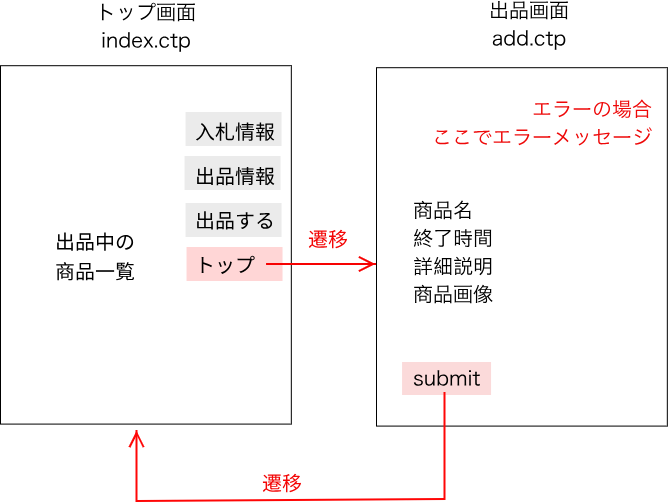 トップ画面
index.ctp
入札情報
出品情報
出品する
トップ
出品中の
商品一覧
遷移
出品画面
add.ctp
エラーの場合
ここでエラーメッセージ
商品名
終了時間
詳細説明
商品画像
submit
遷移